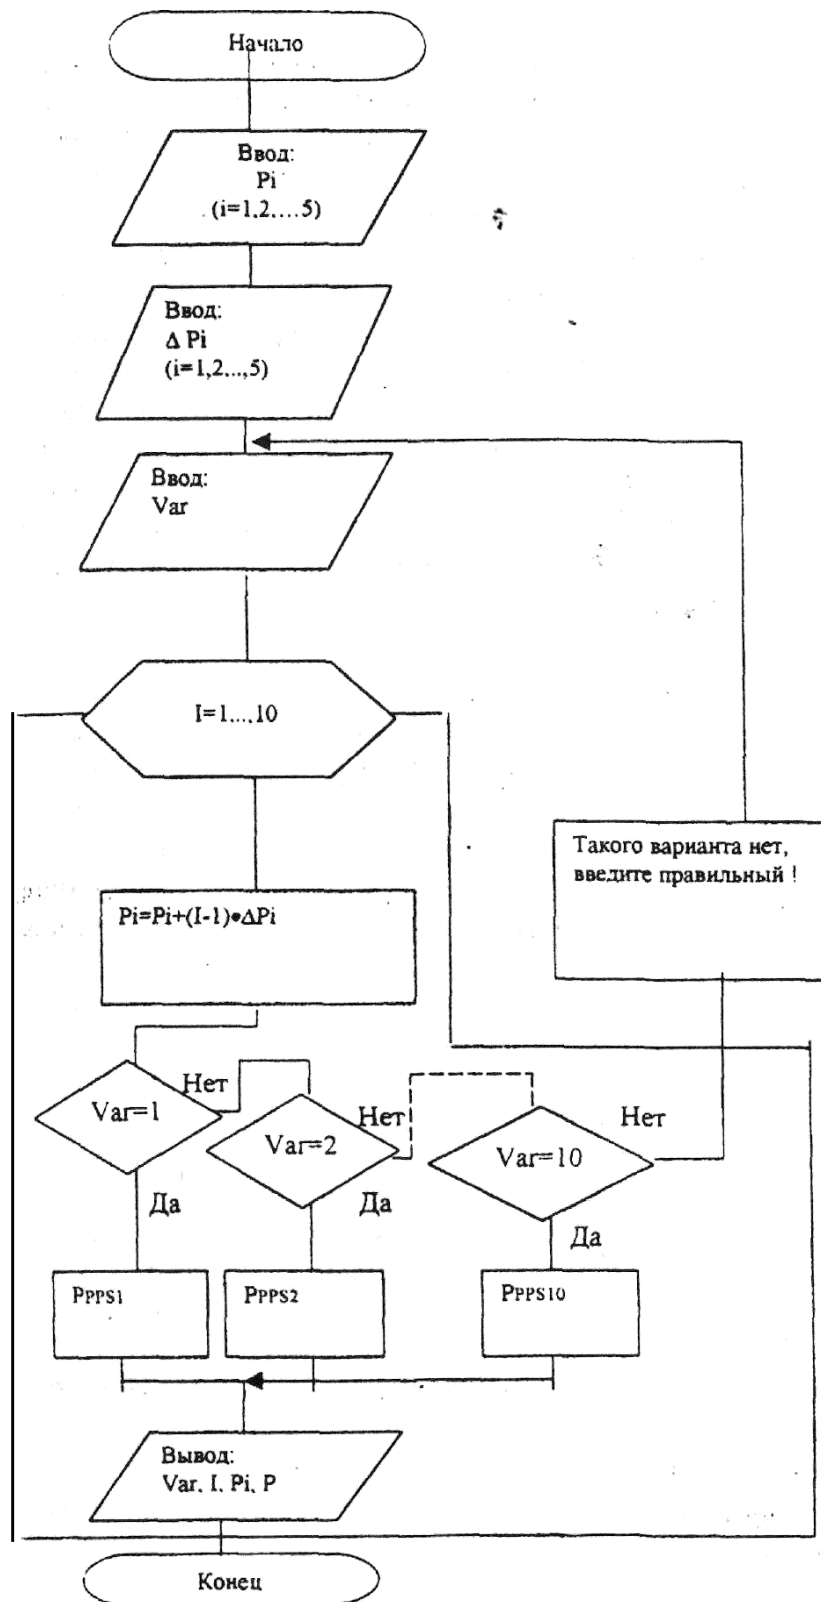 Начало
Ввод:
Pi
(i=1,2,...5)
Ввод:
Δ Pi
(i=1,2...,5)
Ввод:
Var
I=1...,10
Такого варианта нет,
введите правильный !
Pi=Pi+(I-1)•ΔPi
Var=1
Нет
Var=2
Нет
Var=10
Нет
Да
Да
Да
PPPS1
PPPS2
PPPS10
Вывод:
Var, I, Pi, P
Конец